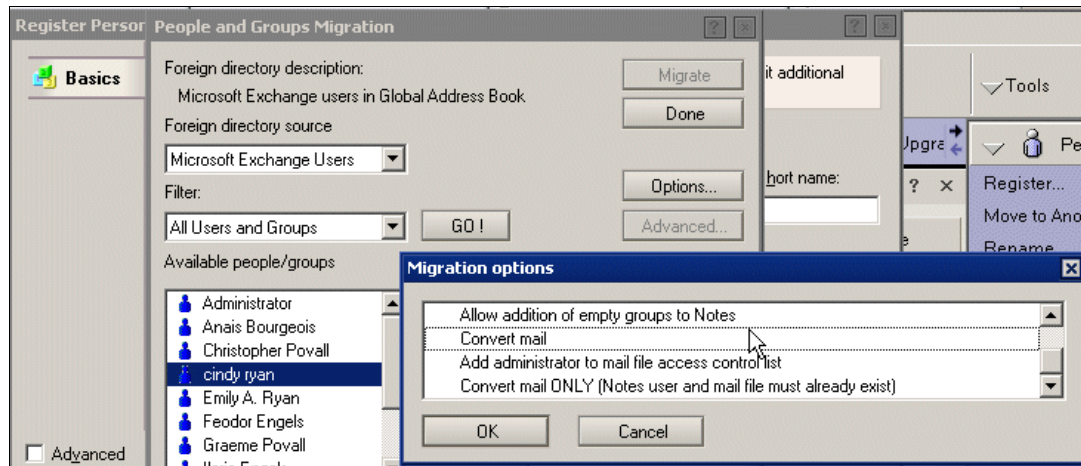 Register Person
People and Groups Migration
Basics
Foreign directory description:
Microsoft Exchange users in Global Address Book
Foreign directory source
Microsoft Exchange Users
Filter:
All Users and Groups
GO !
Migrate
Done
Options...
Advanced...
Available people/groups
Administrator
Anais Bourgeois
Christopher Povall
cindy ryan
Emily A. Ryan
Feodor Engels
Graeme Povall
Advanced
it additional
hort name:
Tools
Upgra
Pe
?
Register...
Move to Ano
Rename
Migration options
Allow addition of empty groups to Notes
Convert mail
Add administrator to mail file access control list
Convert mail ONLY (Notes user and mail file must already exist)
OK
Cancel